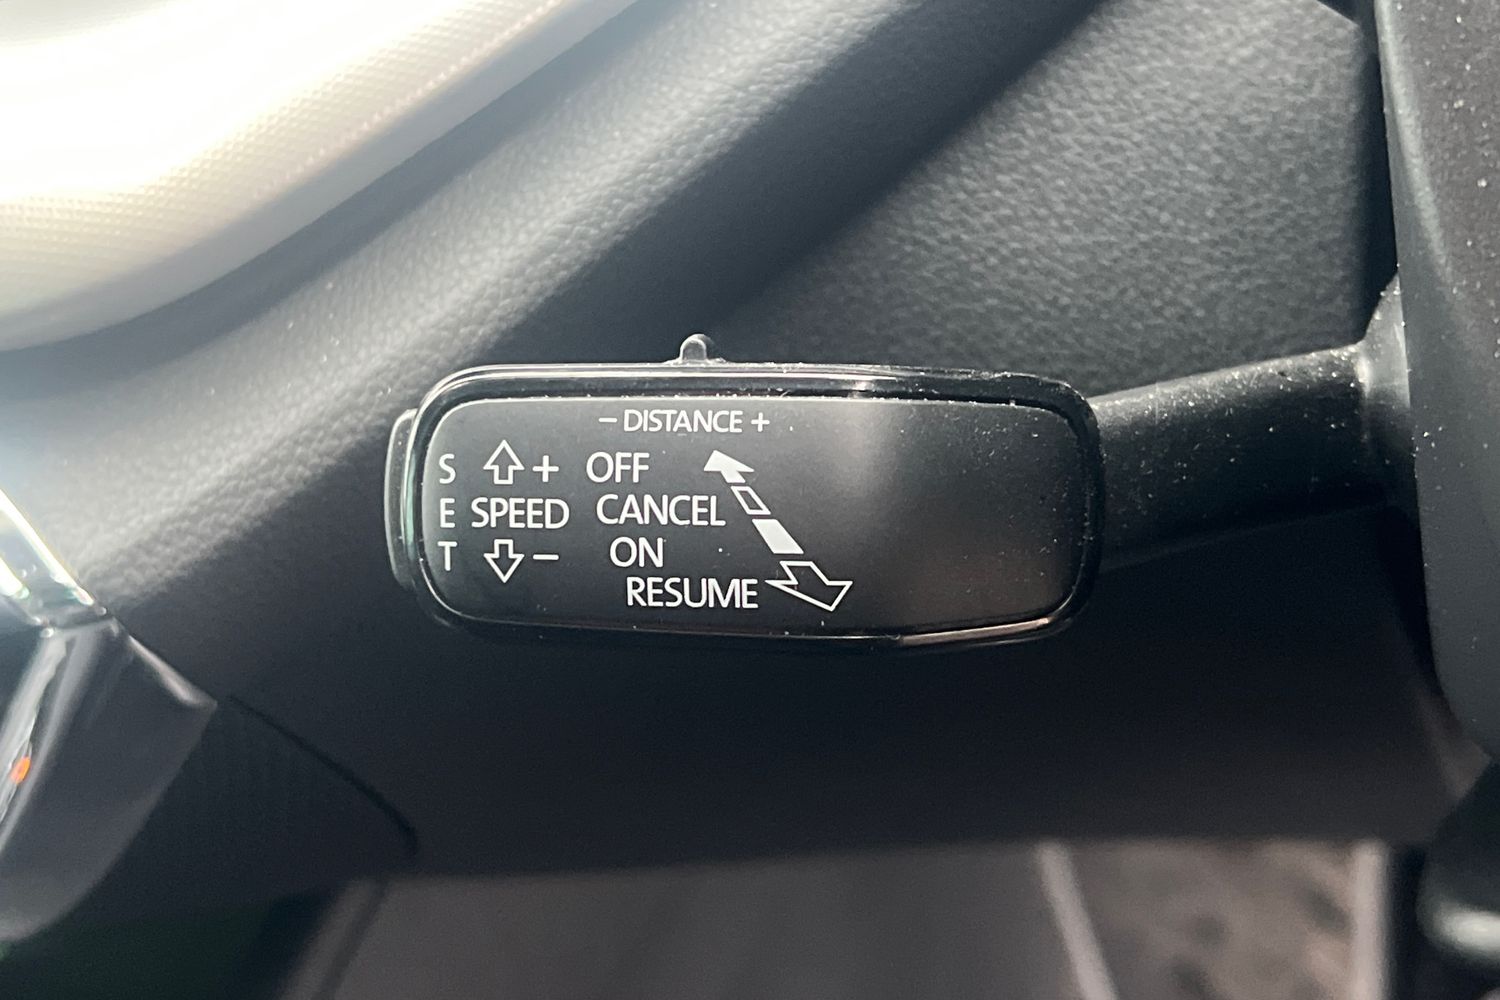 − DISTANCE +
S + OFF
E SPEED CANCEL
T − ON
RESUME